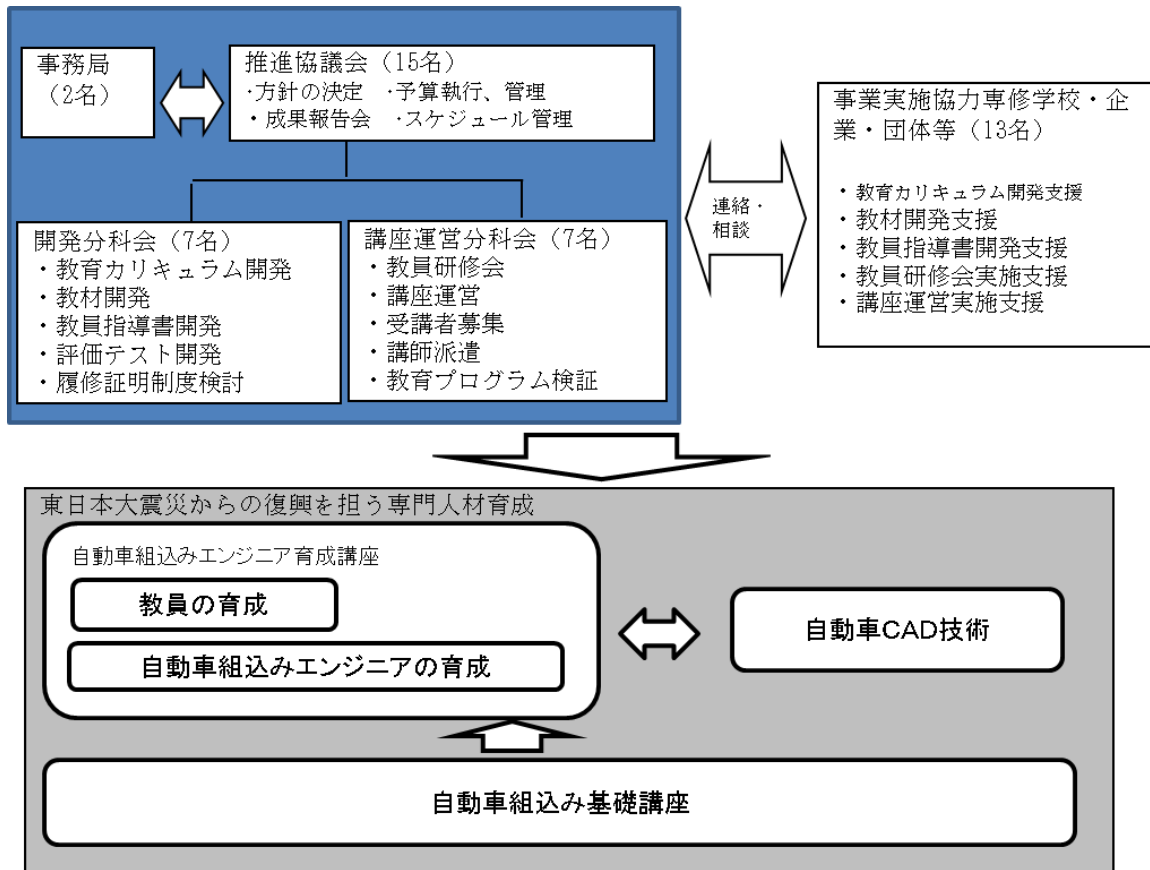 事務局
（2名）
推進協議会（15名）
・方針の決定　・予算執行、管理
・成果報告会　・スケジュール管理
開発分科会（7名）
・教育カリキュラム開発
・教材開発
・教員指導書開発
・評価テスト開発
・履修証明制度検討
講座運営分科会（7名）
・教員研修会
・講座運営
・受講者募集
・講師派遣
・教育プログラム検証
連絡・
相談
事業実施協力専修学校・企
業・団体等（13名）
・教育カリキュラム開発支援
・教材開発支援
・教員指導書開発支援
・教員研修会実施支援
・講座運営実施支援
東日本大震災からの復興を担う専門人材育成
自動車組込みエンジニア育成講座
教員の育成
自動車組込みエンジニアの育成
自動車CAD技術
自動車組込み基礎講座